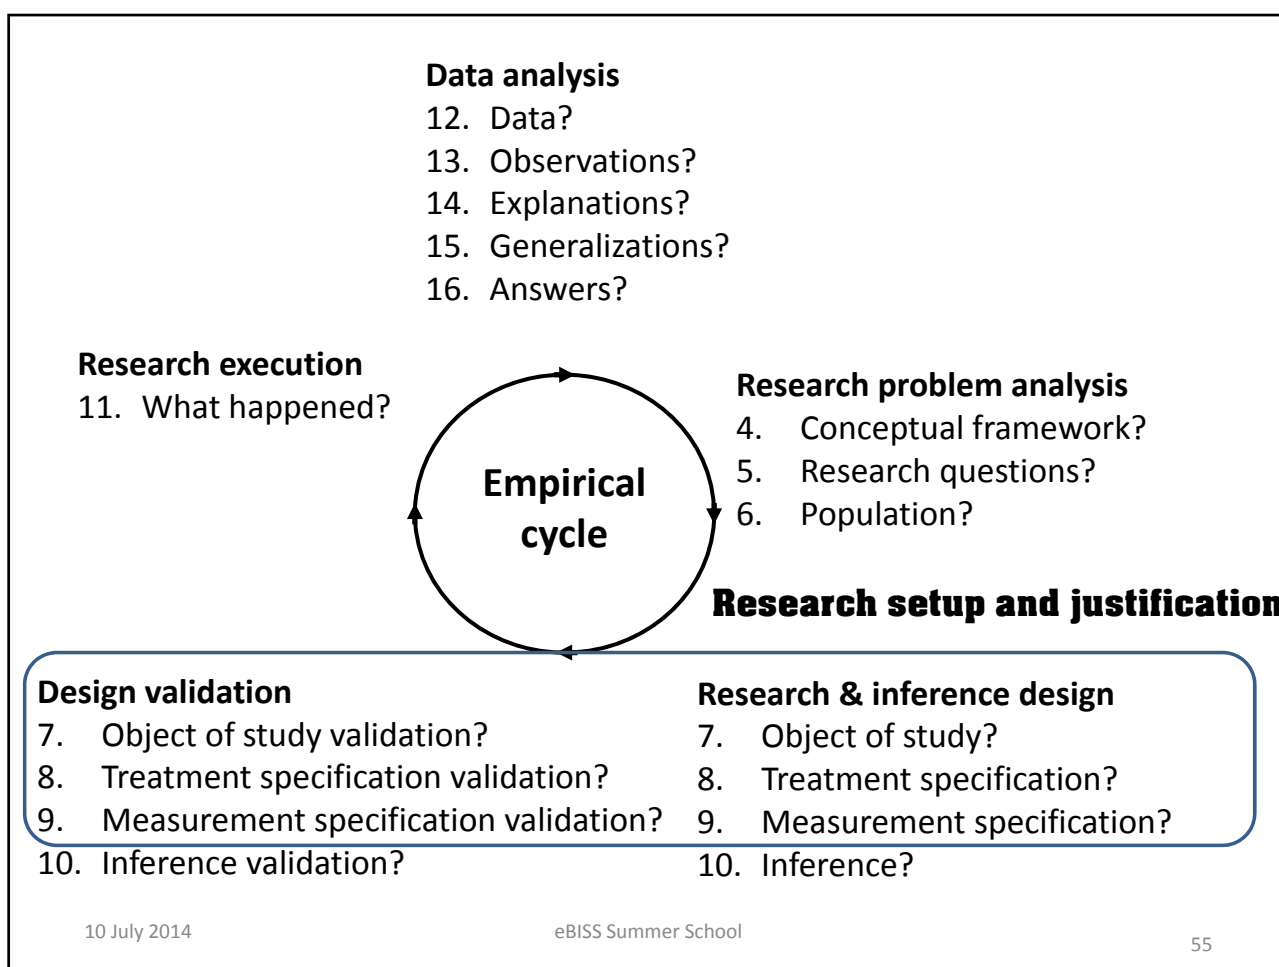 Data analysis
12. Data?
13. Observations?
14. Explanations?
15. Generalizations?
16. Answers?
Research execution
11. What happened?
Research problem analysis
4. Conceptual framework?
5. Research questions?
6. Population?
Empirical
cycle
Research setup and justification
Design validation
7. Object of study validation?
8. Treatment specification validation?
9. Measurement specification validation?
10. Inference validation?
Research & inference design
7. Object of study?
8. Treatment specification?
9. Measurement specification?
10. Inference?
10 July 2014
eBISS Summer School
55